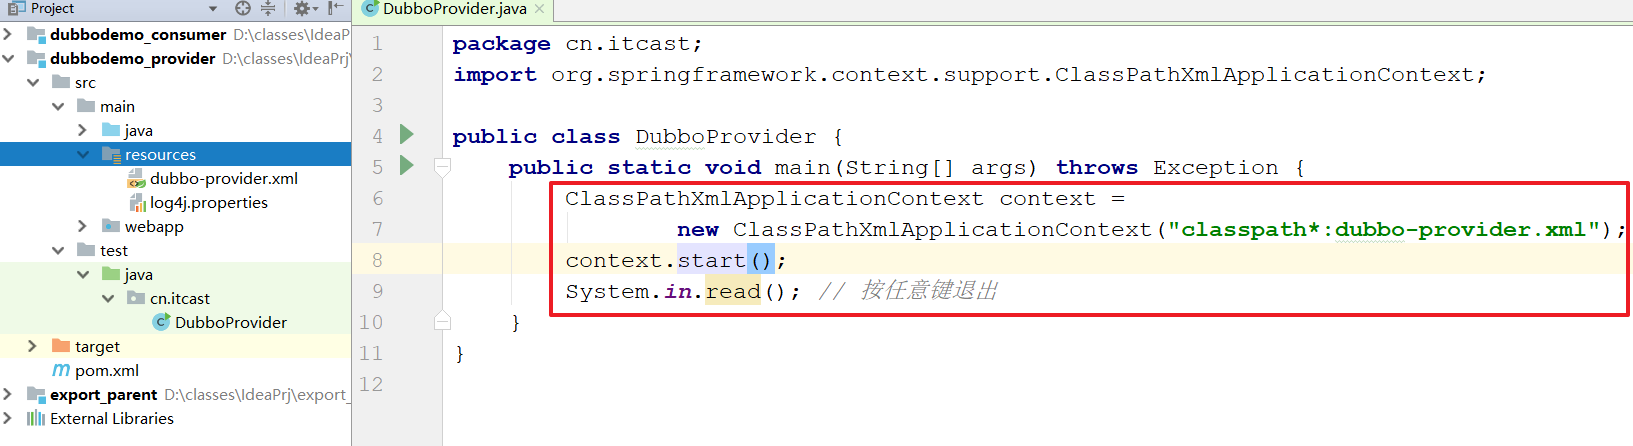 Project
DubboProvider.java
dubbodemo_consumer D:\classes\IdeaP
dubbodemo_provider D:\classes\IdeaPrj\
src
main
java
resources
dubbo-provider.xml
log4j.properties
webapp
test
java
cn.itcast
DubboProvider
target
pom.xml
export_parent D:\classes\IdeaPrj\export_
External Libraries
1 package cn.itcast;
2 import org.springframework.context.support.ClassPathXmlApplicationContext;
3
4 public class DubboProvider {
5 public static void main(String[] args) throws Exception {
6 ClassPathXmlApplicationContext context =
7 new ClassPathXmlApplicationContext("classpath*:dubbo-provider.xml");
8 context.start();
9 System.in.read(); // 按任意键退出
10 }
11 }
12